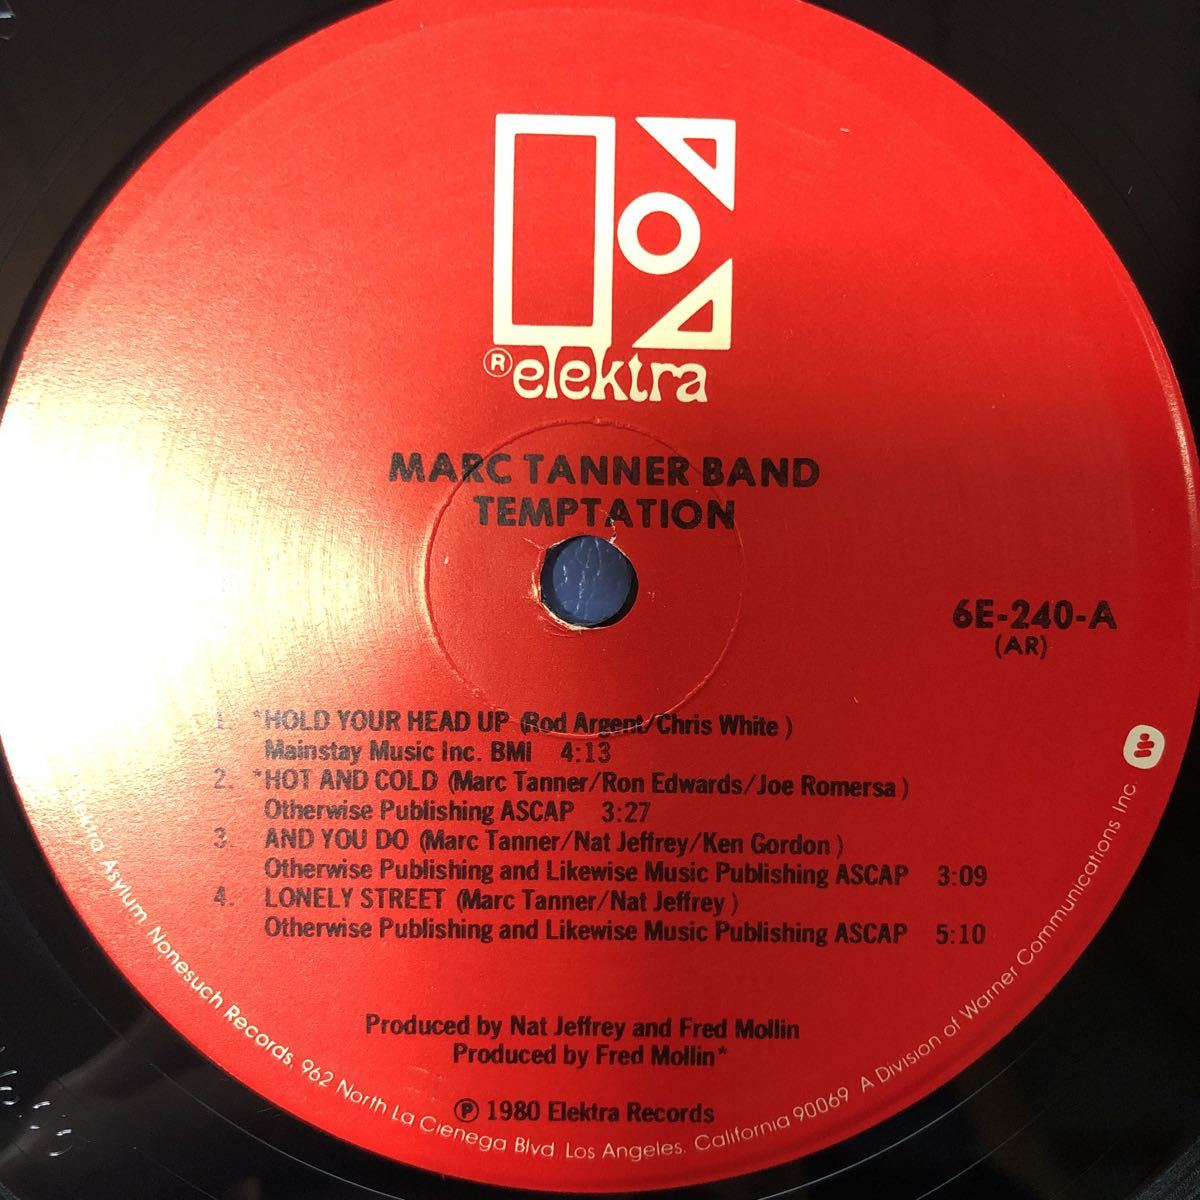 ® elektra
MARC TANNER BAND
TEMPTATION
6E-240-A
(AR)
1. *HOLD YOUR HEAD UP (Rod Argent/Chris White)
Mainstay Music Inc. BMI 4:13
2. *HOT AND COLD (Marc Tanner/Ron Edwards/Joe Romersa)
Otherwise Publishing ASCAP 3:27
3. AND YOU DO (Marc Tanner/Nat Jeffrey/Ken Gordon)
Otherwise Publishing and Likewise Music Publishing ASCAP 3:09
4. LONELY STREET (Marc Tanner/Nat Jeffrey)
Otherwise Publishing and Likewise Music Publishing ASCAP 5:10
Produced by Nat Jeffrey and Fred Mollin
Produced by Fred Mollin*
℗ 1980 Elektra Records
Elektra Asylum Nonesuch Records, 962 North La Cienega Blvd. Los Angeles, California 90069 A Division of Warner Communications Inc.